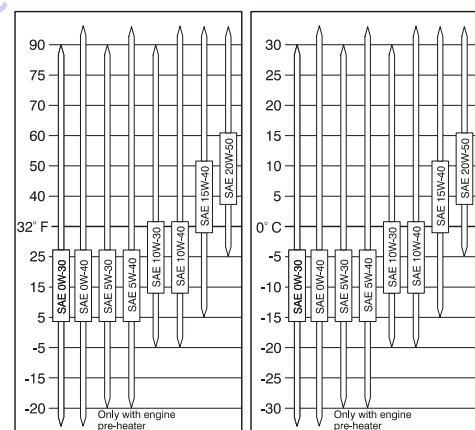 90
75
70
60
50
40
32° F
25
15
5
-5
-15
-20
SAE 0W-30
SAE 0W-40
SAE 5W-30
SAE 5W-40
SAE 10W-30
SAE 10W-40
SAE 15W-40
SAE 20W-50
Only with engine
pre-heater
30
25
20
15
10
5
0° C
-5
-10
-15
-20
-25
-30
SAE 0W-30
SAE 0W-40
SAE 5W-30
SAE 5W-40
SAE 10W-30
SAE 10W-40
SAE 15W-40
SAE 20W-50
Only with engine
pre-heater